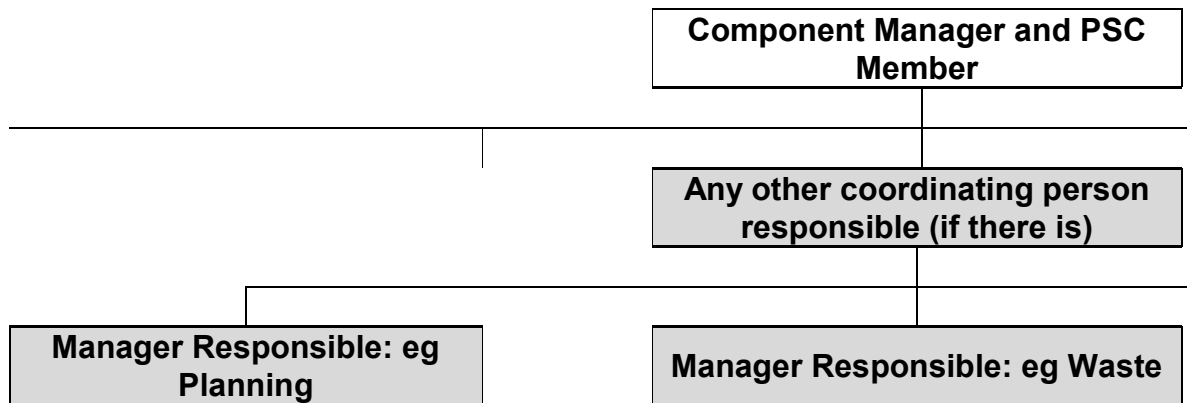 Component Manager and PSC
Member
Any other coordinating person
responsible (if there is)
Manager Responsible: eg
Planning
Manager Responsible: eg Waste